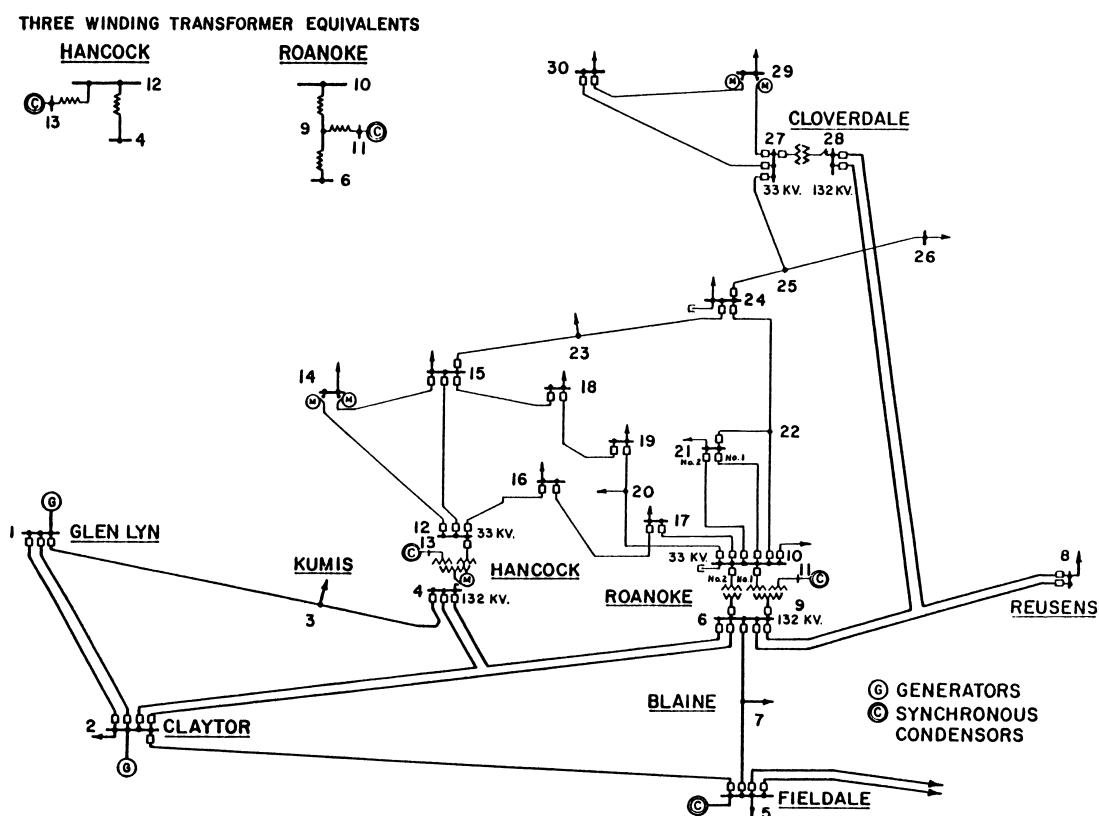 THREE WINDING TRANSFORMER EQUIVALENTS
HANCOCK
ROANOKE
12
C
13
4
10
9
C
11
6
30
29
M
M
CLOVERDALE
27
28
33 KV.
132 KV.
26
25
24
23
15
14
M
M
18
19
22
21
No.2
No.1
16
20
17
G
1
GLEN LYN
12
33 KV.
C
13
HANCOCK
M
4
132 KV.
KUMIS
3
33 KV.
10
No.2
No.1
11
C
ROANOKE
9
6
132 KV.
8
REUSENS
BLAINE
7
2
CLAYTOR
G
G GENERATORS
C SYNCHRONOUS
CONDENSORS
C
FIELDALE
5